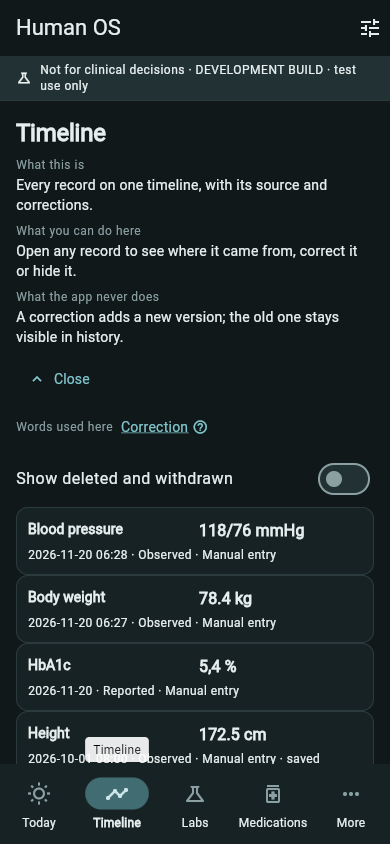 Human OS
Not for clinical decisions · DEVELOPMENT BUILD · test
use only
Timeline
What this is
Every record on one timeline, with its source and
corrections.
What you can do here
Open any record to see where it came from, correct it
or hide it.
What the app never does
A correction adds a new version; the old one stays
visible in history.
Close
Words used here Correction
Show deleted and withdrawn
Blood pressure 118/76 mmHg
2026-11-20 06:28 · Observed · Manual entry
Body weight 78.4 kg
2026-11-20 06:27 · Observed · Manual entry
HbA1c 5,4 %
2026-11-20 · Reported · Manual entry
Height 172.5 cm
Timeline
2026-10-01 08:00 · Observed · Manual entry · saved
Today Timeline Labs Medications More